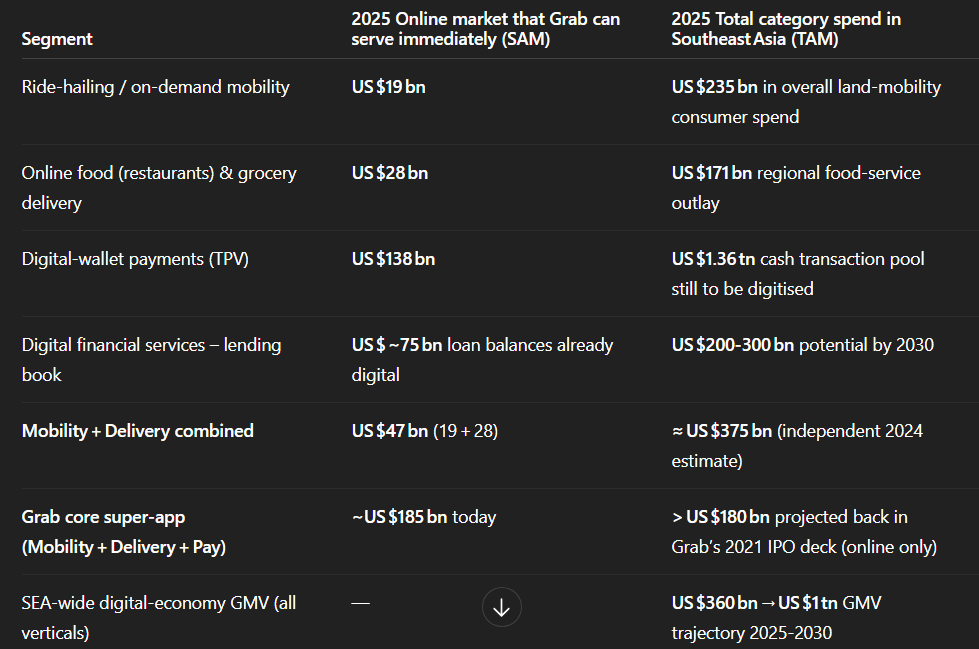 Segment
2025 Online market that Grab can
serve immediately (SAM)
2025 Total category spend in
Southeast Asia (TAM)
Ride-hailing / on-demand mobility
US $19 bn
US $235 bn in overall land-mobility
consumer spend
Online food (restaurants) & grocery
delivery
US $28 bn
US $171 bn regional food-service
outlay
Digital-wallet payments (TPV)
US $138 bn
US $1.36 tn cash transaction pool
still to be digitised
Digital financial services – lending
book
US $ ~75 bn loan balances already
digital
US $200-300 bn potential by 2030
Mobility + Delivery combined
US $47 bn (19 + 28)
≈ US $375 bn (independent 2024
estimate)
Grab core super-app
(Mobility + Delivery + Pay)
~US $185 bn today
> US $180 bn projected back in
Grab’s 2021 IPO deck (online only)
SEA-wide digital-economy GMV (all
verticals)
—
US $360 bn → US $1 tn GMV
trajectory 2025-2030